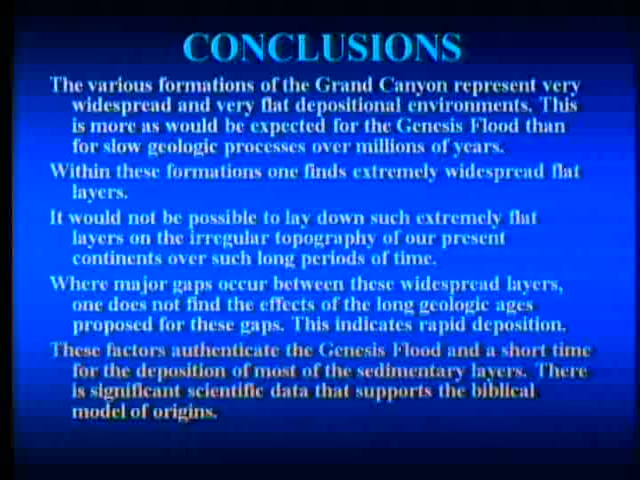 CONCLUSIONS
The various formations of the Grand Canyon represent very
widespread and very flat depositional environments. This
is more as would be expected for the Genesis Flood than
for slow geologic processes over millions of years.
Within these formations one finds extremely widespread flat
layers.
It would not be possible to lay down such extremely flat
layers on the irregular topography of our present
continents over such long periods of time.
Where major gaps occur between these widespread layers,
one does not find the effects of the long geologic ages
proposed for these gaps. This indicates rapid deposition.
These factors authenticate the Genesis Flood and a short time
for the deposition of most of the sedimentary layers. There
is significant scientific data that supports the biblical
model of origins.